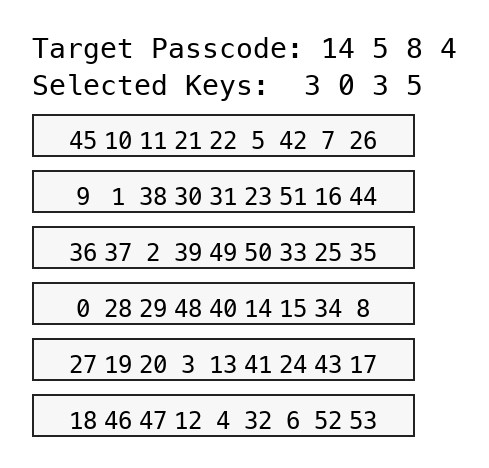 Target Passcode: 14 5 8 4
Selected Keys: 3 0 3 5
45 10 11 21 22 5 42 7 26
9 1 38 30 31 23 51 16 44
36 37 2 39 49 50 33 25 35
0 28 29 48 40 14 15 34 8
27 19 20 3 13 41 24 43 17
18 46 47 12 4 32 6 52 53